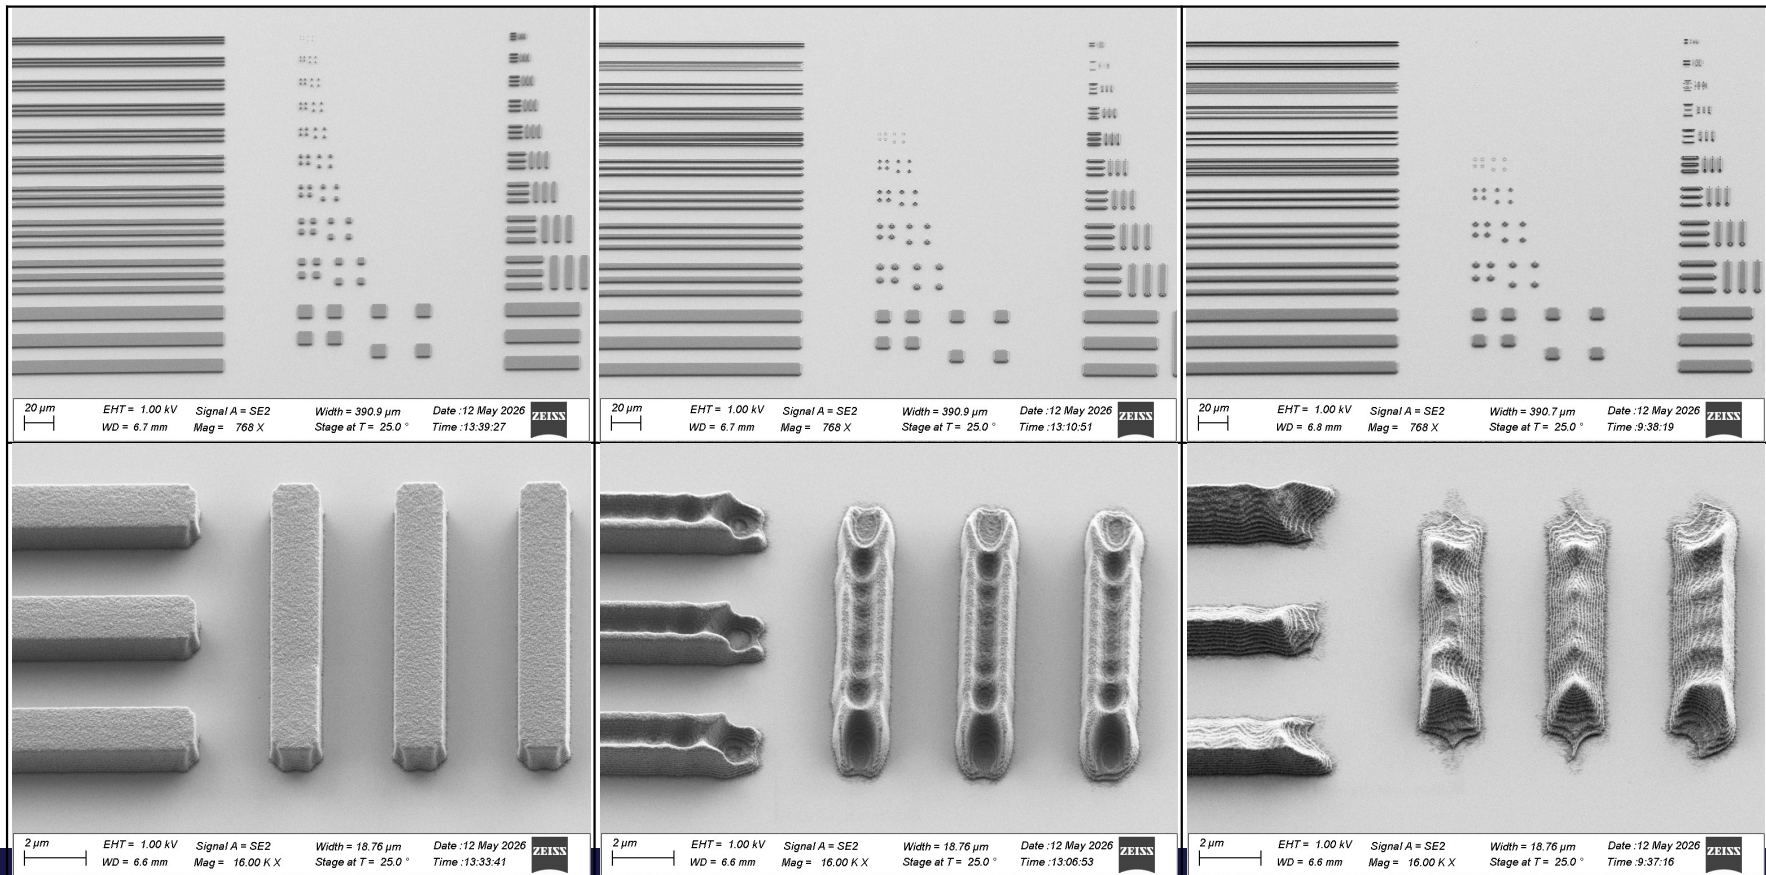 20 µm
EHT = 1.00 kV
Signal A = SE2
Width = 390.9 µm
Date :12 May 2026
WD = 6.7 mm
Mag = 768 X
Stage at T = 25.0 °
Time :13:39:27
ZEISS
20 µm
EHT = 1.00 kV
Signal A = SE2
Width = 390.9 µm
Date :12 May 2026
WD = 6.7 mm
Mag = 768 X
Stage at T = 25.0 °
Time :13:10:51
ZEISS
20 µm
EHT = 1.00 kV
Signal A = SE2
Width = 390.7 µm
Date :12 May 2026
WD = 6.8 mm
Mag = 768 X
Stage at T = 25.0 °
Time :9:38:19
ZEISS
2 µm
EHT = 1.00 kV
Signal A = SE2
Width = 18.76 µm
Date :12 May 2026
WD = 6.6 mm
Mag = 16.00 K X
Stage at T = 25.0 °
Time :13:33:41
ZEISS
2 µm
EHT = 1.00 kV
Signal A = SE2
Width = 18.76 µm
Date :12 May 2026
WD = 6.6 mm
Mag = 16.00 K X
Stage at T = 25.0 °
Time :13:06:53
ZEISS
2 µm
EHT = 1.00 kV
Signal A = SE2
Width = 18.76 µm
Date :12 May 2026
WD = 6.6 mm
Mag = 16.00 K X
Stage at T = 25.0 °
Time :9:37:16
ZEISS